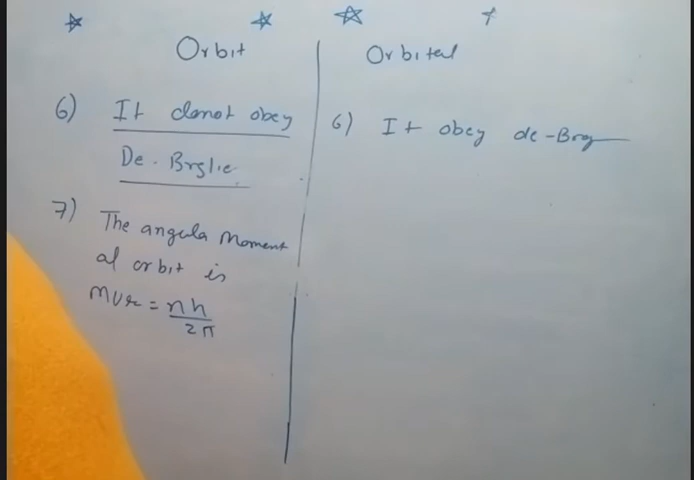 Orbit
Orbital
6) It donot obey
De. Brglie
7) The angula Moment
al orbit is
mvr = nh
2π
6) It obey de-Brog